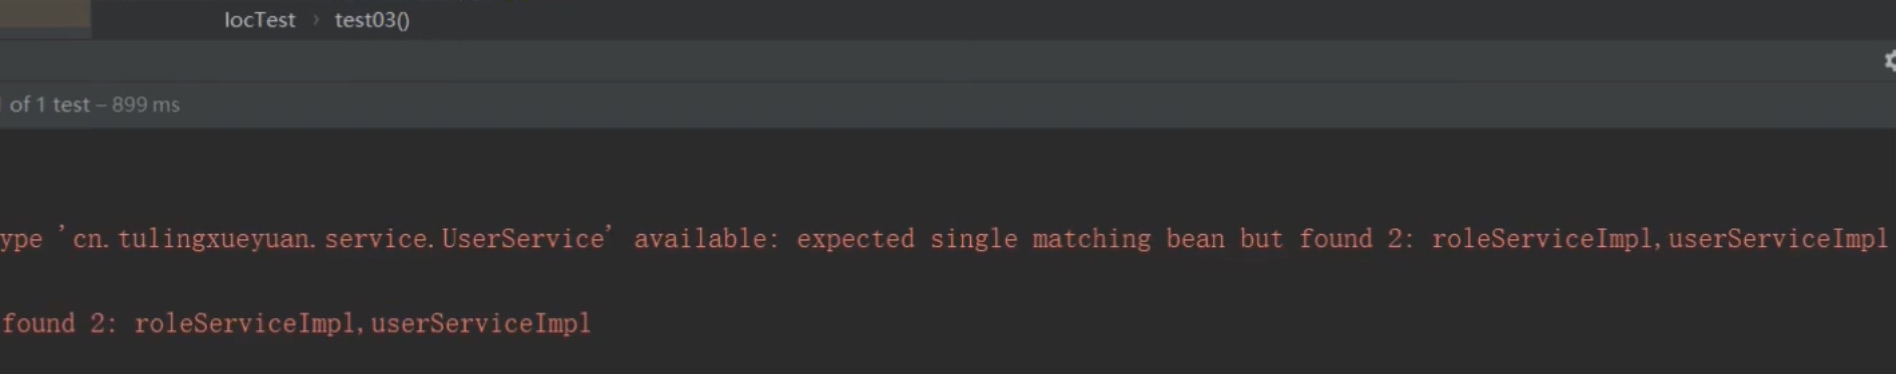 IocTest › test03()
of 1 test – 899 ms
ype 'cn.tulingxueyuan.service.UserService' available: expected single matching bean but found 2: roleServiceImpl,userServiceImpl
found 2: roleServiceImpl,userServiceImpl